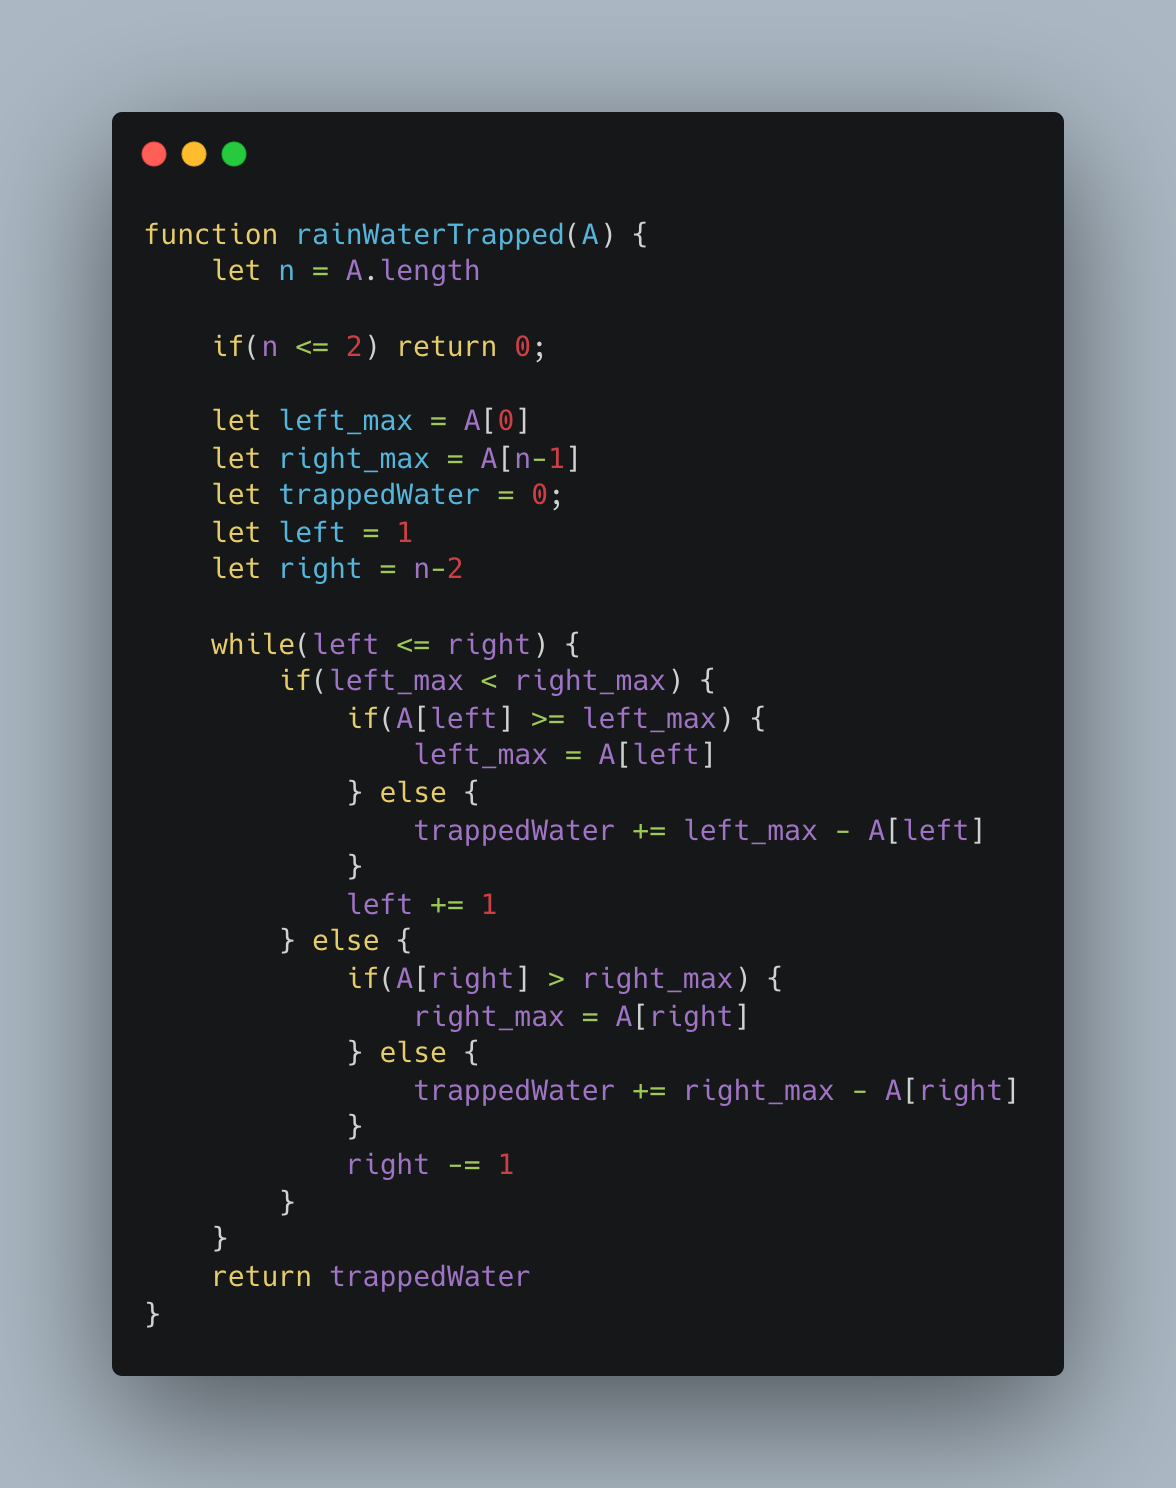 function rainWaterTrapped(A) {
    let n = A.length

    if(n <= 2) return 0;

    let left_max = A[0]
    let right_max = A[n-1]
    let trappedWater = 0;
    let left = 1
    let right = n-2

    while(left <= right) {
        if(left_max < right_max) {
            if(A[left] >= left_max) {
                left_max = A[left]
            } else {
                trappedWater += left_max - A[left]
            }
            left += 1
        } else {
            if(A[right] > right_max) {
                right_max = A[right]
            } else {
                trappedWater += right_max - A[right]
            }
            right -= 1
        }
    }
    return trappedWater
}